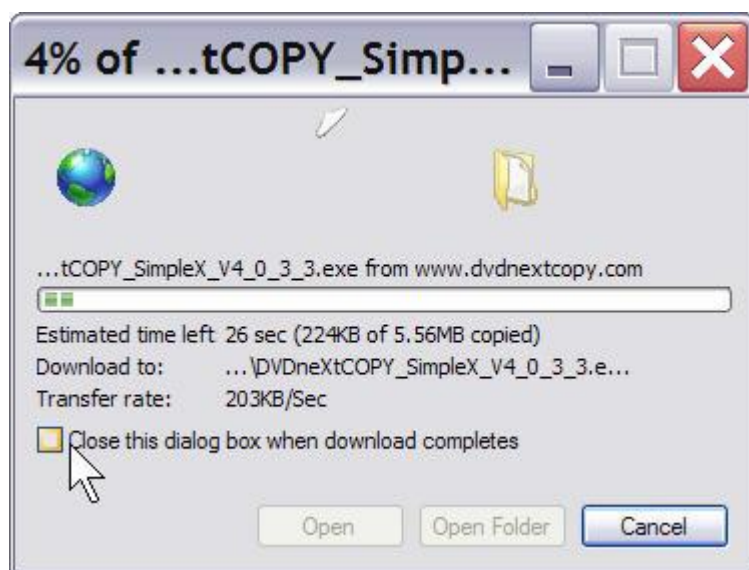 4% of ...tCOPY_Simp...
...tCOPY_SimpleX_V4_0_3_3.exe from www.dvdnextcopy.com
Estimated time left 26 sec (224KB of 5.56MB copied)
Download to: ...\DVDneXtCOPY_SimpleX_V4_0_3_3.e...
Transfer rate: 203KB/Sec
Close this dialog box when download completes
Open Open Folder Cancel